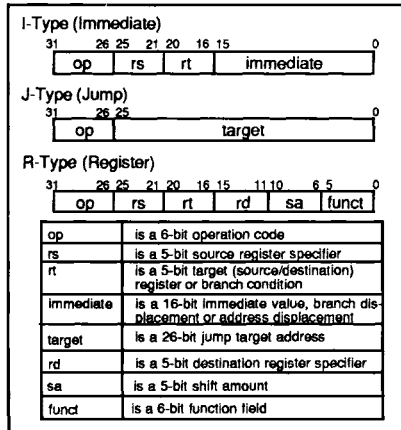 I-Type (Immediate)
31 26 25 21 20 16 15 0
op rs rt immediate
J-Type (Jump)
31 26 25 0
op target
R-Type (Register)
31 26 25 21 20 16 15 11 10 6 5 0
op rs rt rd sa funct
op is a 6-bit operation code
rs is a 5-bit source register specifier
rt is a 5-bit target (source/destination)
register or branch condition
immediate is a 16-bit immediate value, branch dis-
placement or address displacement
target is a 26-bit jump target address
rd is a 5-bit destination register specifier
sa is a 5-bit shift amount
funct is a 6-bit function field